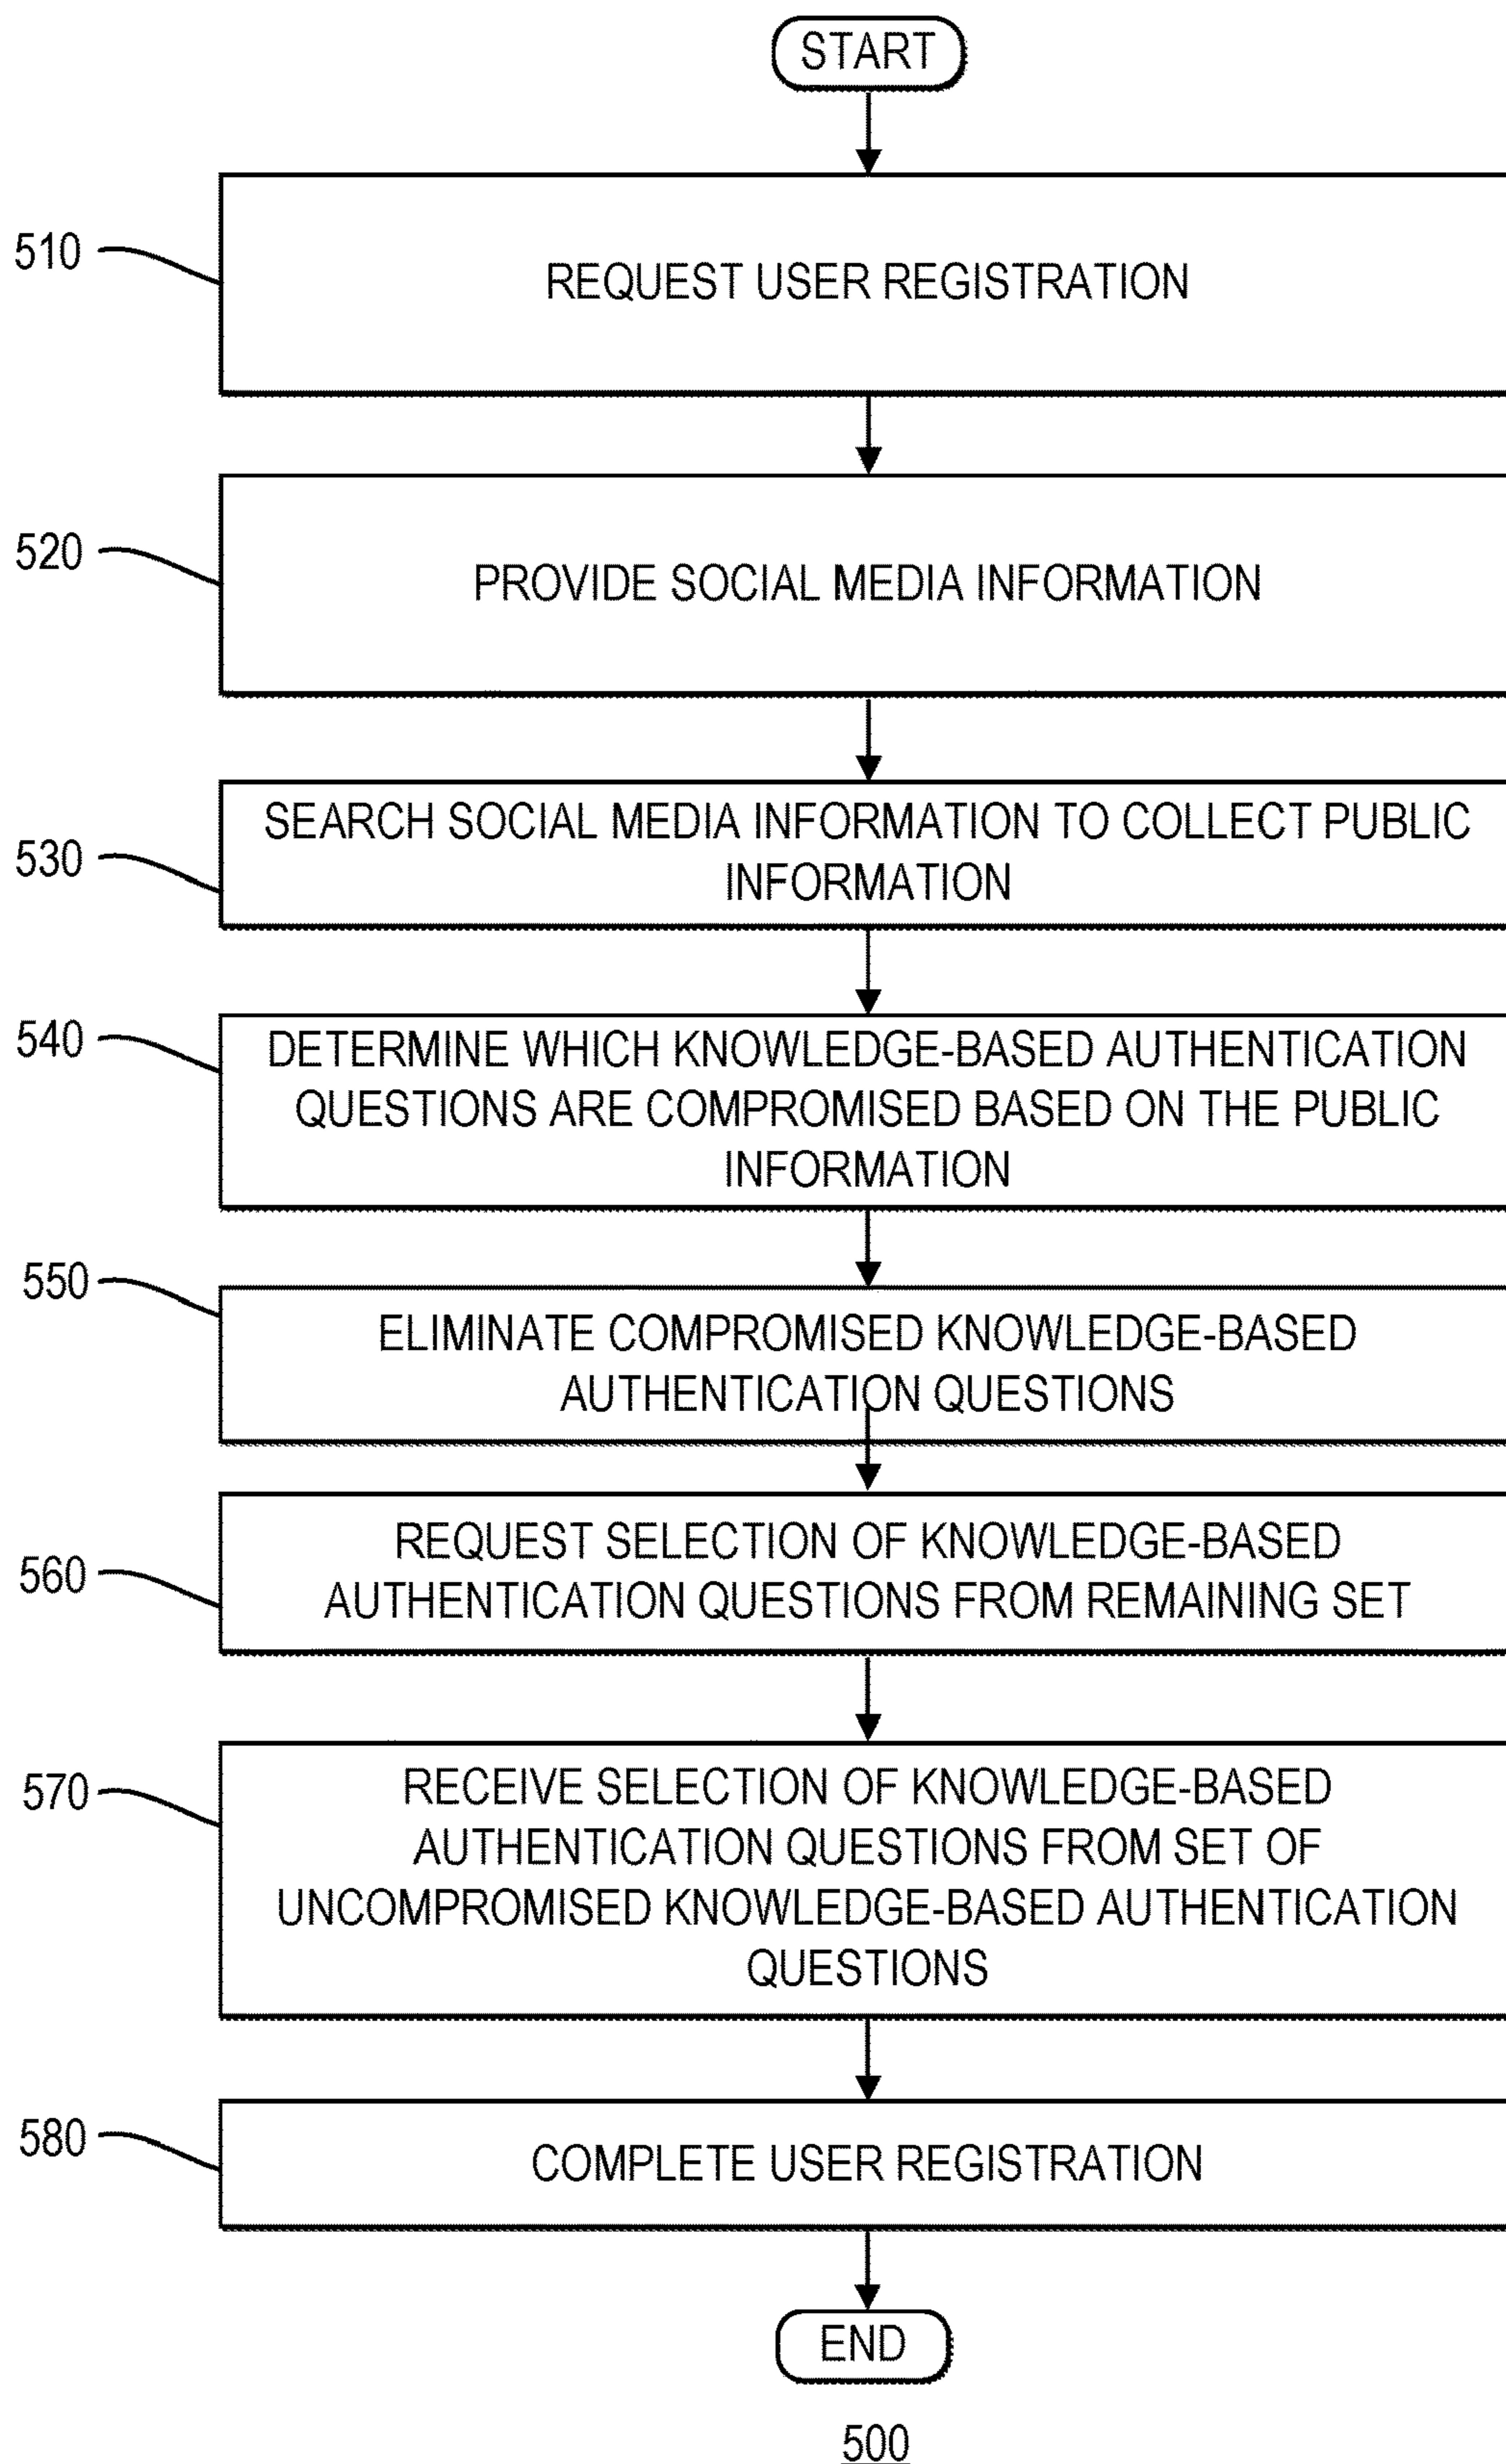 START
510
REQUEST USER REGISTRATION
520
PROVIDE SOCIAL MEDIA INFORMATION
530
SEARCH SOCIAL MEDIA INFORMATION TO COLLECT PUBLIC
INFORMATION
540
DETERMINE WHICH KNOWLEDGE-BASED AUTHENTICATION
QUESTIONS ARE COMPROMISED BASED ON THE PUBLIC
INFORMATION
550
ELIMINATE COMPROMISED KNOWLEDGE-BASED
AUTHENTICATION QUESTIONS
560
REQUEST SELECTION OF KNOWLEDGE-BASED
AUTHENTICATION QUESTIONS FROM REMAINING SET
570
RECEIVE SELECTION OF KNOWLEDGE-BASED
AUTHENTICATION QUESTIONS FROM SET OF
UNCOMPROMISED KNOWLEDGE-BASED AUTHENTICATION
QUESTIONS
580
COMPLETE USER REGISTRATION
END
500